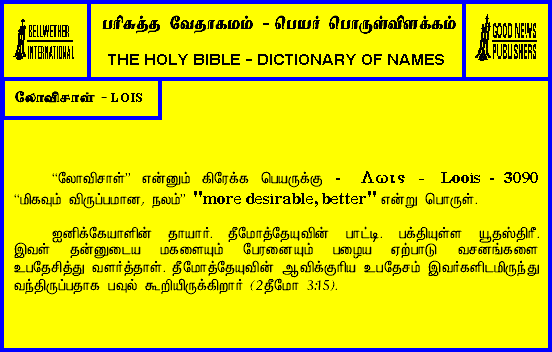 BELLWETHER
INTERNATIONAL
பரிசுத்த வேதாகமம் - பெயர் பொருள்விளக்கம்
THE HOLY BIBLE - DICTIONARY OF NAMES
GOOD NEWS
PUBLISHERS
லோவிசாள் - LOIS
“லோவிசாள்” என்னும் கிரேக்க பெயருக்கு - Λωις - Loois - 3090
“மிகவும் விருப்பமான, நலம்” "more desirable, better" என்று பொருள்.
ஐனிக்கேயாளின் தாயார். தீமோத்தேயுவின் பாட்டி. பக்தியுள்ள யூதஸ்திரீ.
இவள் தன்னுடைய மகளையும் பேரனையும் பழைய ஏற்பாடு வசனங்களை
உபதேசித்து வளர்த்தாள். தீமோத்தேயுவின் ஆவிக்குரிய உபதேசம் இவர்களிடமிருந்து
வந்திருப்பதாக பவுல் கூறியிருக்கிறார் (2தீமோ 3:15).